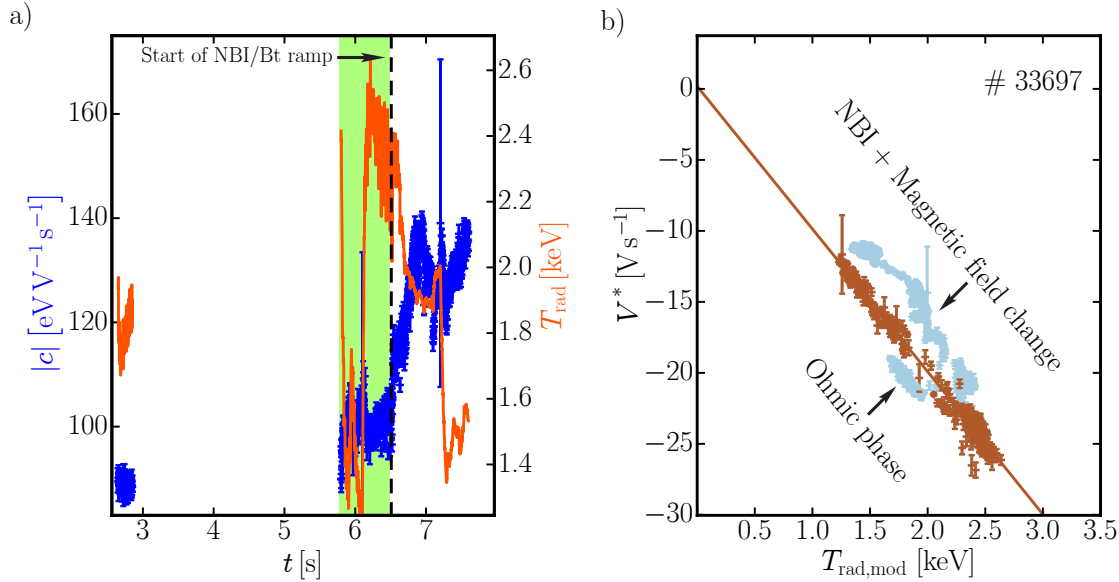 a)
Start of NBI/Bt ramp
160
140
120
100
|c| [eV V⁻¹ s⁻¹]
2.6
2.4
2.2
2.0
1.8
1.6
1.4
T_rad [keV]
3 4 5 6 7
t [s]
b)
# 33697
NBI + Magnetic field change
Ohmic phase
0
−5
−10
−15
−20
−25
−30
V* [V s⁻¹]
0.5 1.0 1.5 2.0 2.5 3.0 3.5
T_rad,mod [keV]